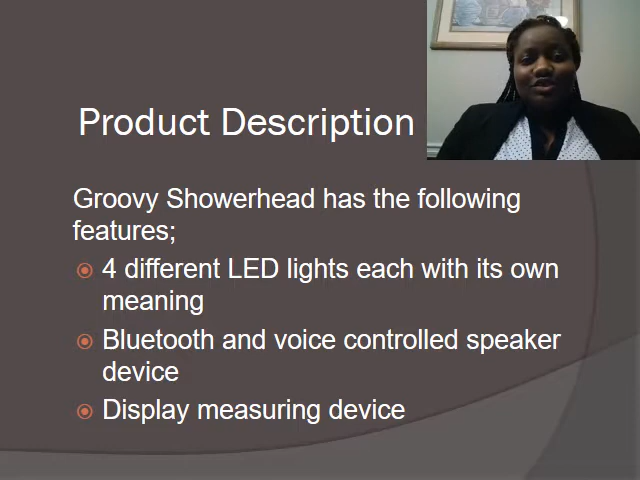 Product Description
Groovy Showerhead has the following
features;
4 different LED lights each with its own
meaning
Bluetooth and voice controlled speaker
device
Display measuring device